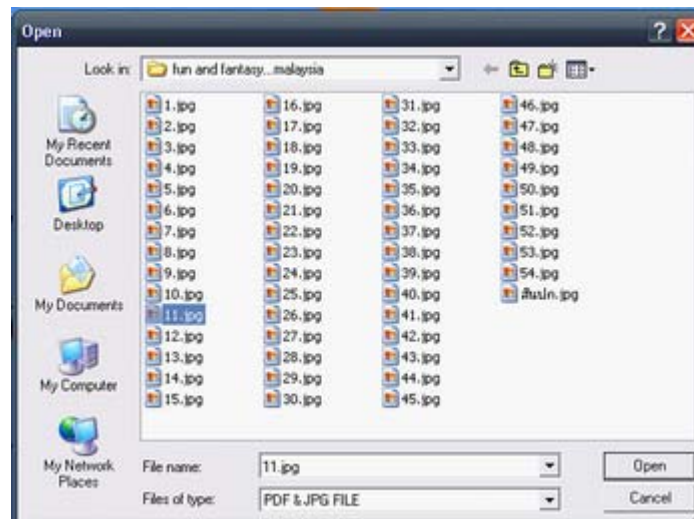 Open
Look in: fun and fantasy...malaysia
My Recent Documents
Desktop
My Documents
My Computer
My Network Places
1.jpg
2.jpg
3.jpg
4.jpg
5.jpg
6.jpg
7.jpg
8.jpg
9.jpg
10.jpg
11.jpg
12.jpg
13.jpg
14.jpg
15.jpg
16.jpg
17.jpg
18.jpg
19.jpg
20.jpg
21.jpg
22.jpg
23.jpg
24.jpg
25.jpg
26.jpg
27.jpg
28.jpg
29.jpg
30.jpg
31.jpg
32.jpg
33.jpg
34.jpg
35.jpg
36.jpg
37.jpg
38.jpg
39.jpg
40.jpg
41.jpg
42.jpg
43.jpg
44.jpg
45.jpg
46.jpg
47.jpg
48.jpg
49.jpg
50.jpg
51.jpg
52.jpg
53.jpg
54.jpg
สันปก.jpg
File name: 11.jpg
Open
Files of type: PDF & JPG FILE
Cancel